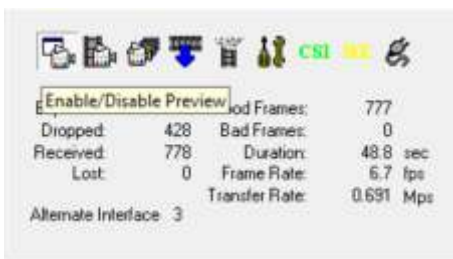 CSI
Enable/Disable Preview
ood Frames: 777
Dropped: 428 Bad Frames: 0
Received: 778 Duration: 48.8 sec
Lost: 0 Frame Rate: 6.7 fps
Transfer Rate: 0.691 Mps
Alternate Interface 3